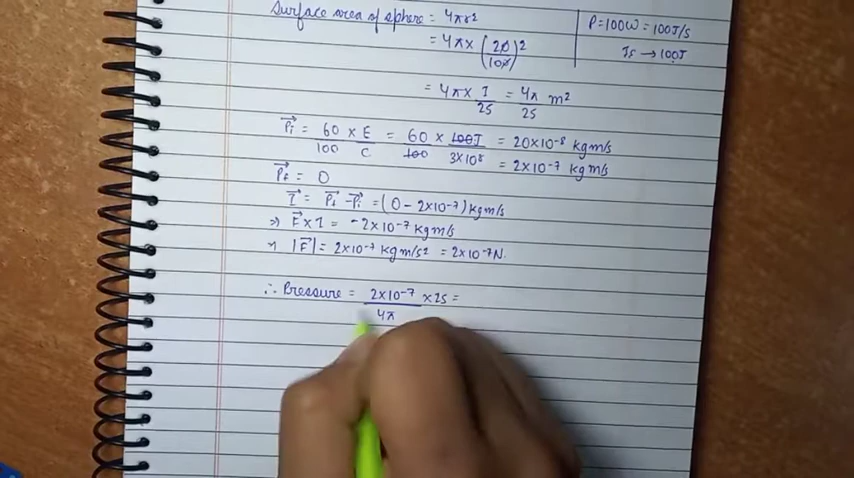 Surface area of sphere = 4πr²
= 4π × (20/100)²
= 4π × 1/25 = 4π/25 m²
P = 100W = 100J/s
1s → 100J
P⃗i = 60/100 × E/c = 60/100 × 100J/3×10⁸ = 20×10⁻⁸ kgm/s
= 2×10⁻⁷ kgm/s
P⃗f = 0
I⃗ = P⃗i - P⃗i = (0 - 2×10⁻⁷) kgm/s
⇒ F⃗ × 1 = -2×10⁻⁷ kgm/s
⇒ |F⃗| = 2×10⁻⁷ kgm/s² = 2×10⁻⁷ N.
∴ Pressure = 2×10⁻⁷/4π × 25 =